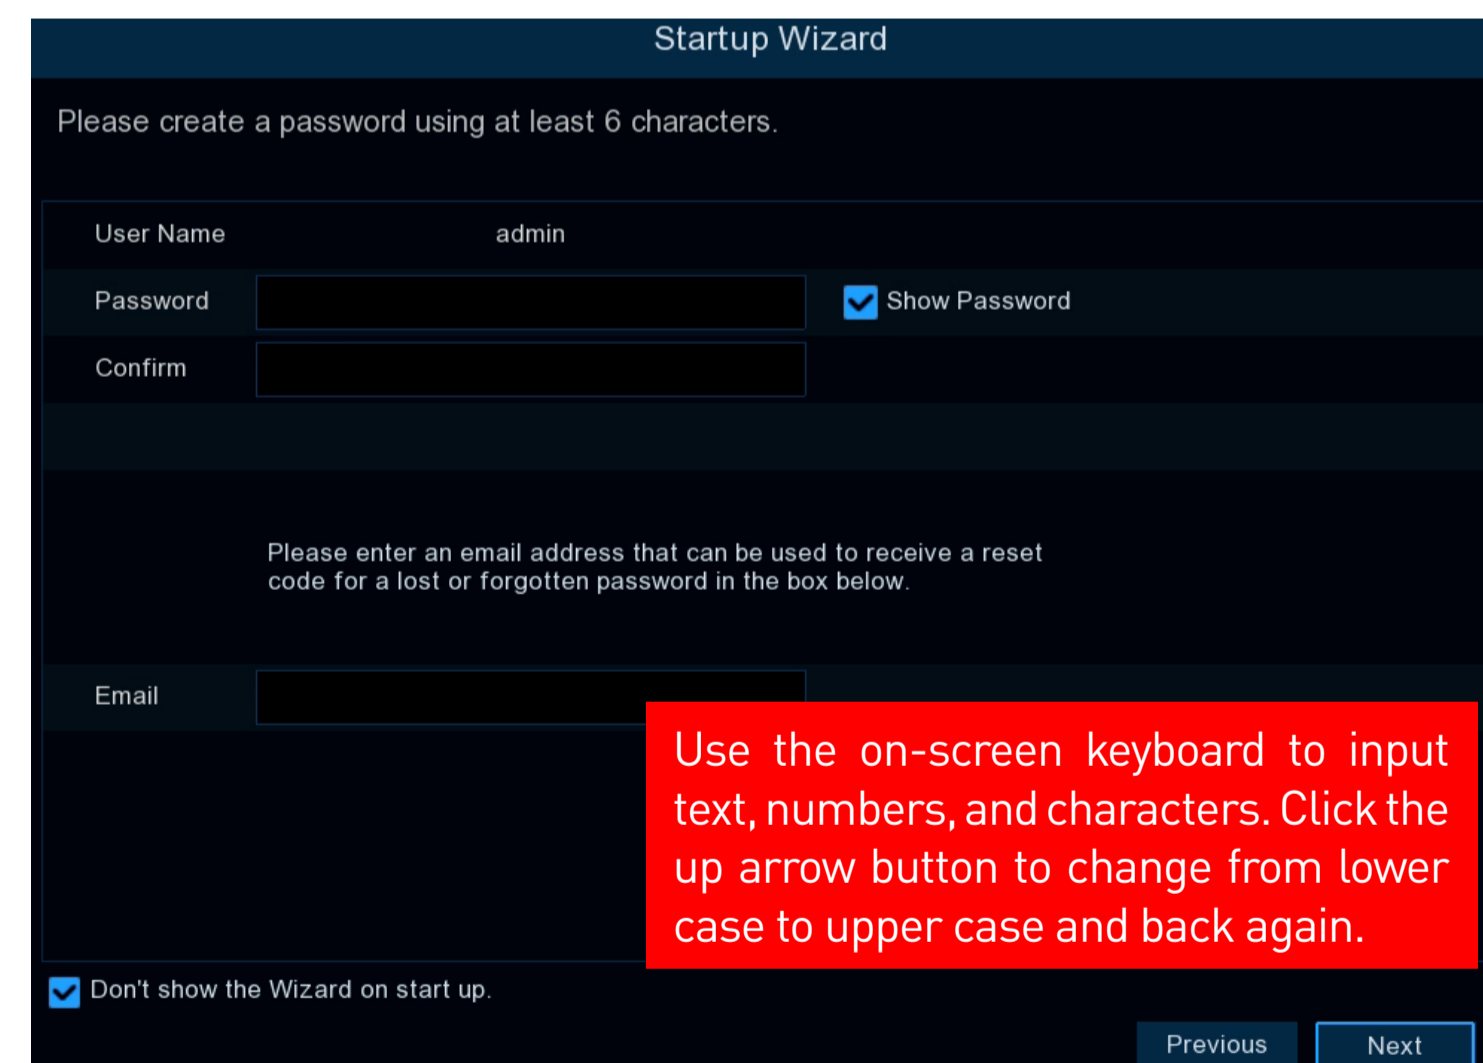 Startup Wizard
Please create a password using at least 6 characters.
User Name admin
Password Show Password
Confirm
Please enter an email address that can be used to receive a reset
code for a lost or forgotten password in the box below.
Email
Use the on-screen keyboard to input
text, numbers, and characters. Click the
up arrow button to change from lower
case to upper case and back again.
Don't show the Wizard on start up.
Previous Next